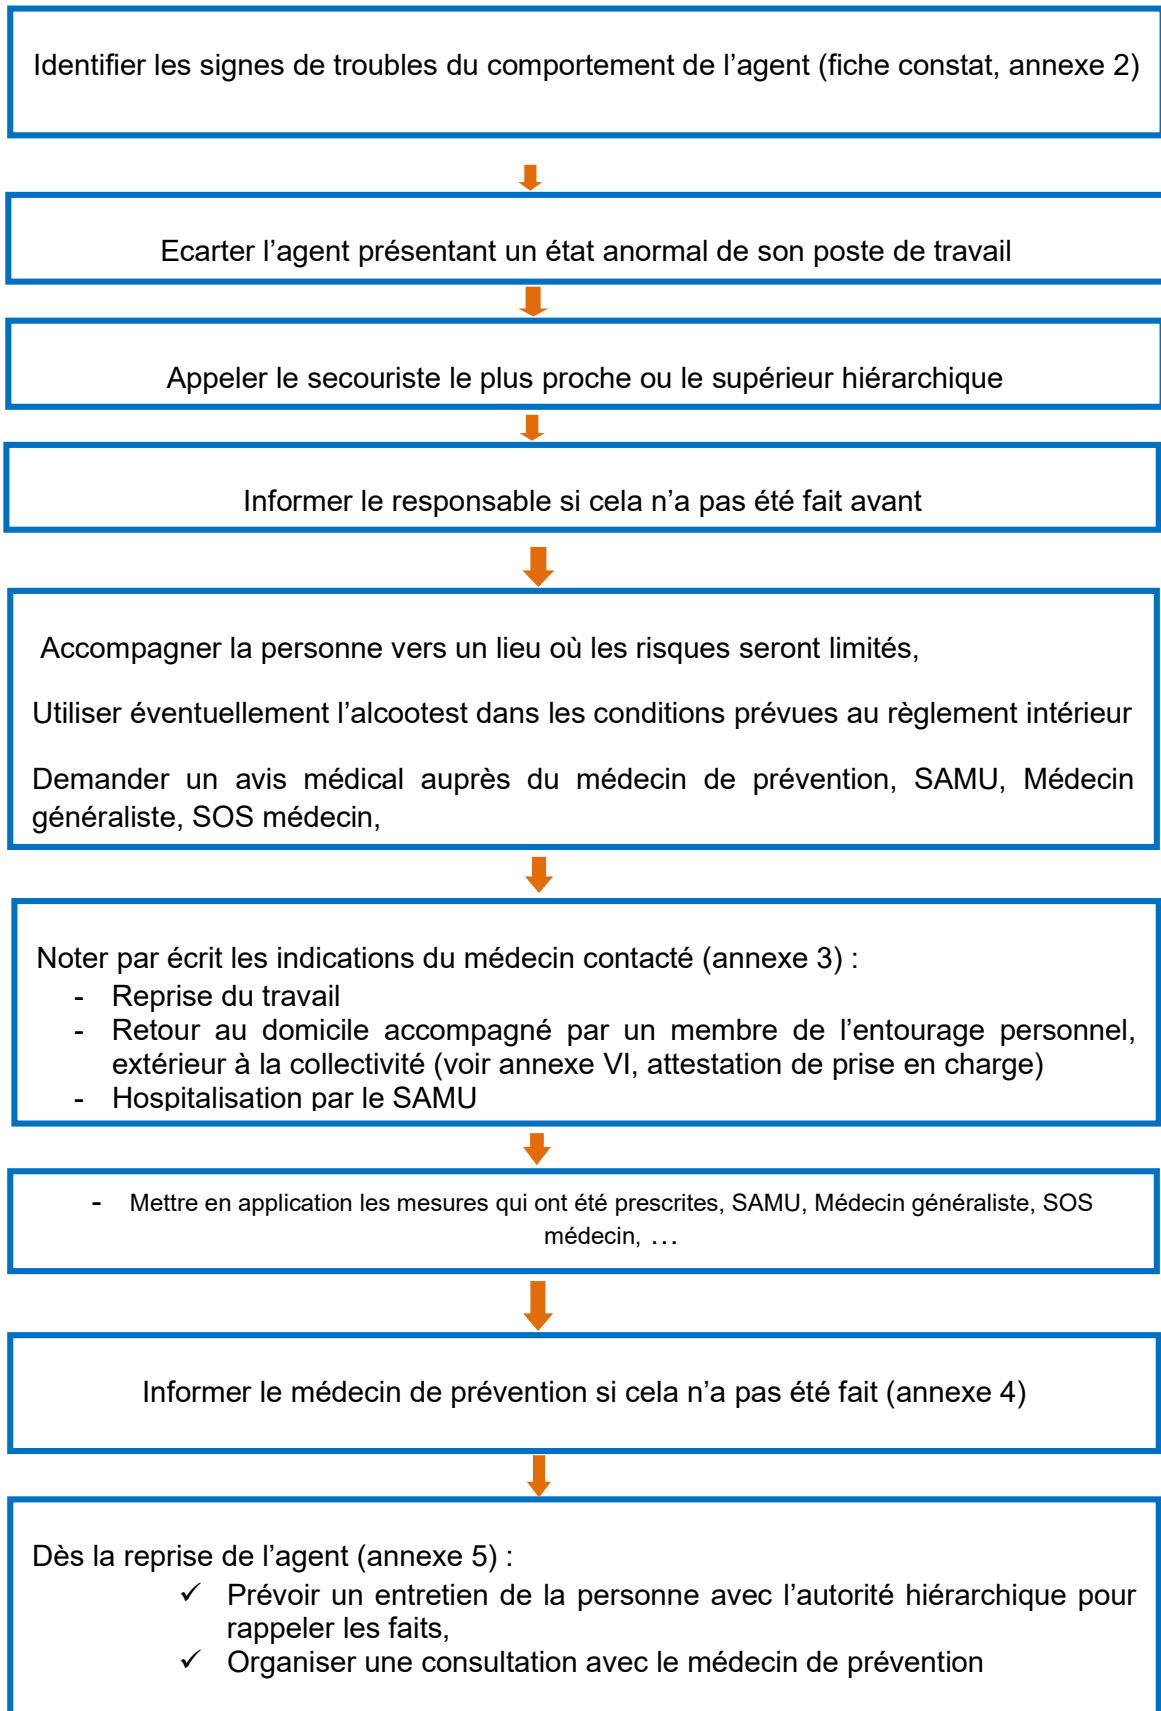 Identifier les signes de troubles du comportement de l’agent (fiche constat, annexe 2)
Ecarter l’agent présentant un état anormal de son poste de travail
Appeler le secouriste le plus proche ou le supérieur hiérarchique
Informer le responsable si cela n’a pas été fait avant
Accompagner la personne vers un lieu où les risques seront limités,
Utiliser éventuellement l’alcootest dans les conditions prévues au règlement intérieur
Demander un avis médical auprès du médecin de prévention, SAMU, Médecin
généraliste, SOS médecin,
Noter par écrit les indications du médecin contacté (annexe 3) :
- Reprise du travail
- Retour au domicile accompagné par un membre de l’entourage personnel,
extérieur à la collectivité (voir annexe VI, attestation de prise en charge)
- Hospitalisation par le SAMU
- Mettre en application les mesures qui ont été prescrites, SAMU, Médecin généraliste, SOS
médecin, …
Informer le médecin de prévention si cela n’a pas été fait (annexe 4)
Dès la reprise de l’agent (annexe 5) :
✓ Prévoir un entretien de la personne avec l’autorité hiérarchique pour
rappeler les faits,
✓ Organiser une consultation avec le médecin de prévention